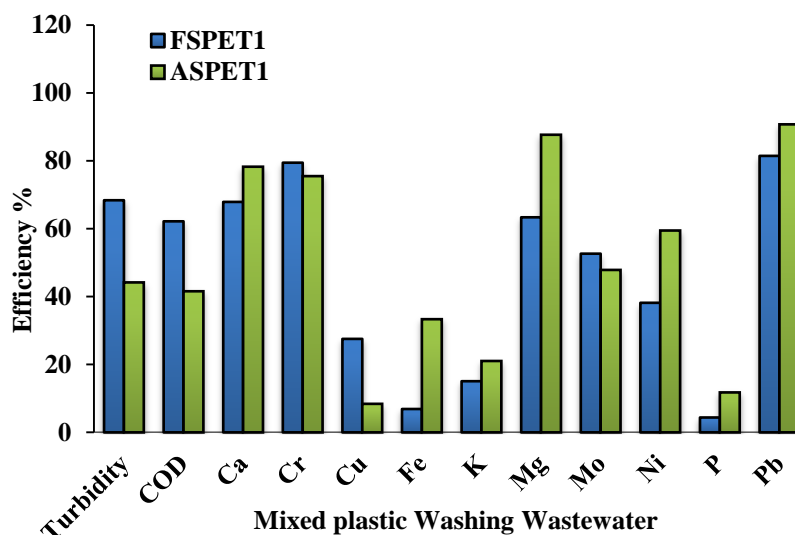 120
100
80
60
40
20
0
Efficiency %
FSPET1
ASPET1
Turbidity
COD
Ca
Cr
Cu
Fe
K
Mg
Mo
Ni
P
Pb
Mixed plastic Washing Wastewater